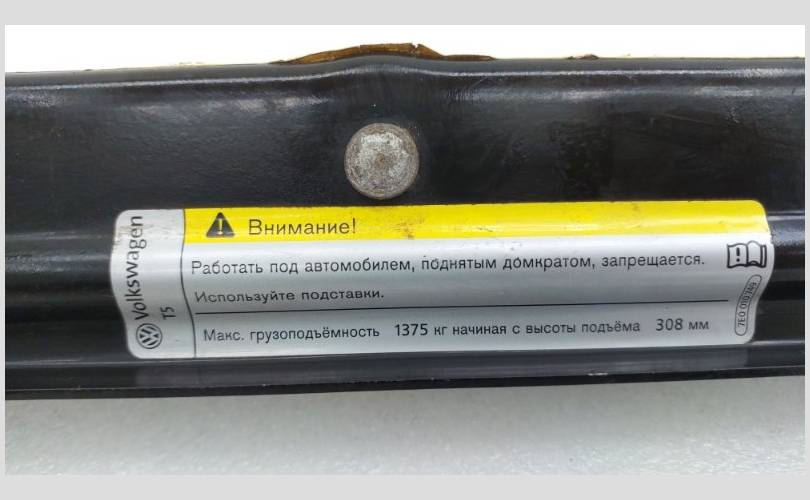 Volkswagen
T5
Внимание!
Работать под автомобилем, поднятым домкратом, запрещается.
Используйте подставки.
Макс. грузоподъёмность 1375 кг начиная с высоты подъёма 308 мм